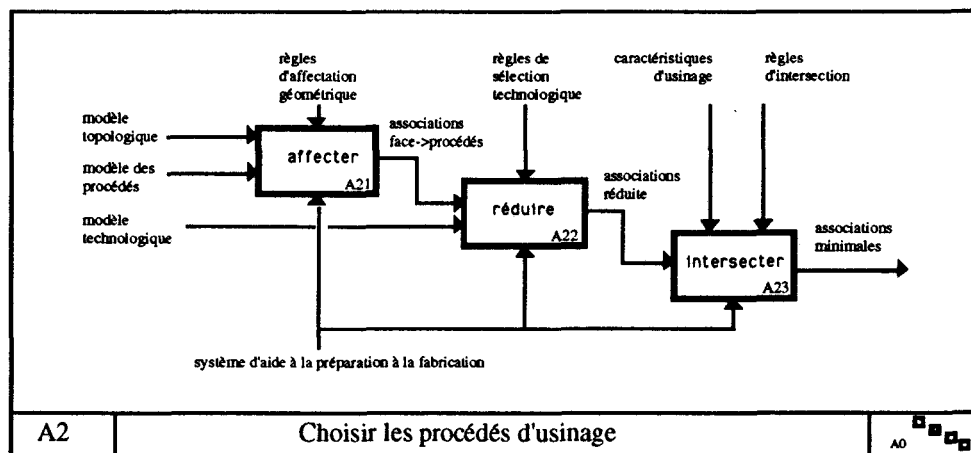 règles
d'affectation
géométrique
règles de
sélection
technologique
caractéristiques
d'usinage
règles
d'intersection
modèle
topologique
modèle des
procédés
modèle
technologique
affecter
A21
associations
face->procédés
réduire
A22
associations
réduite
intersecter
A23
associations
minimales
système d'aide à la préparation à la fabrication
A2
Choisir les procédés d'usinage
A0